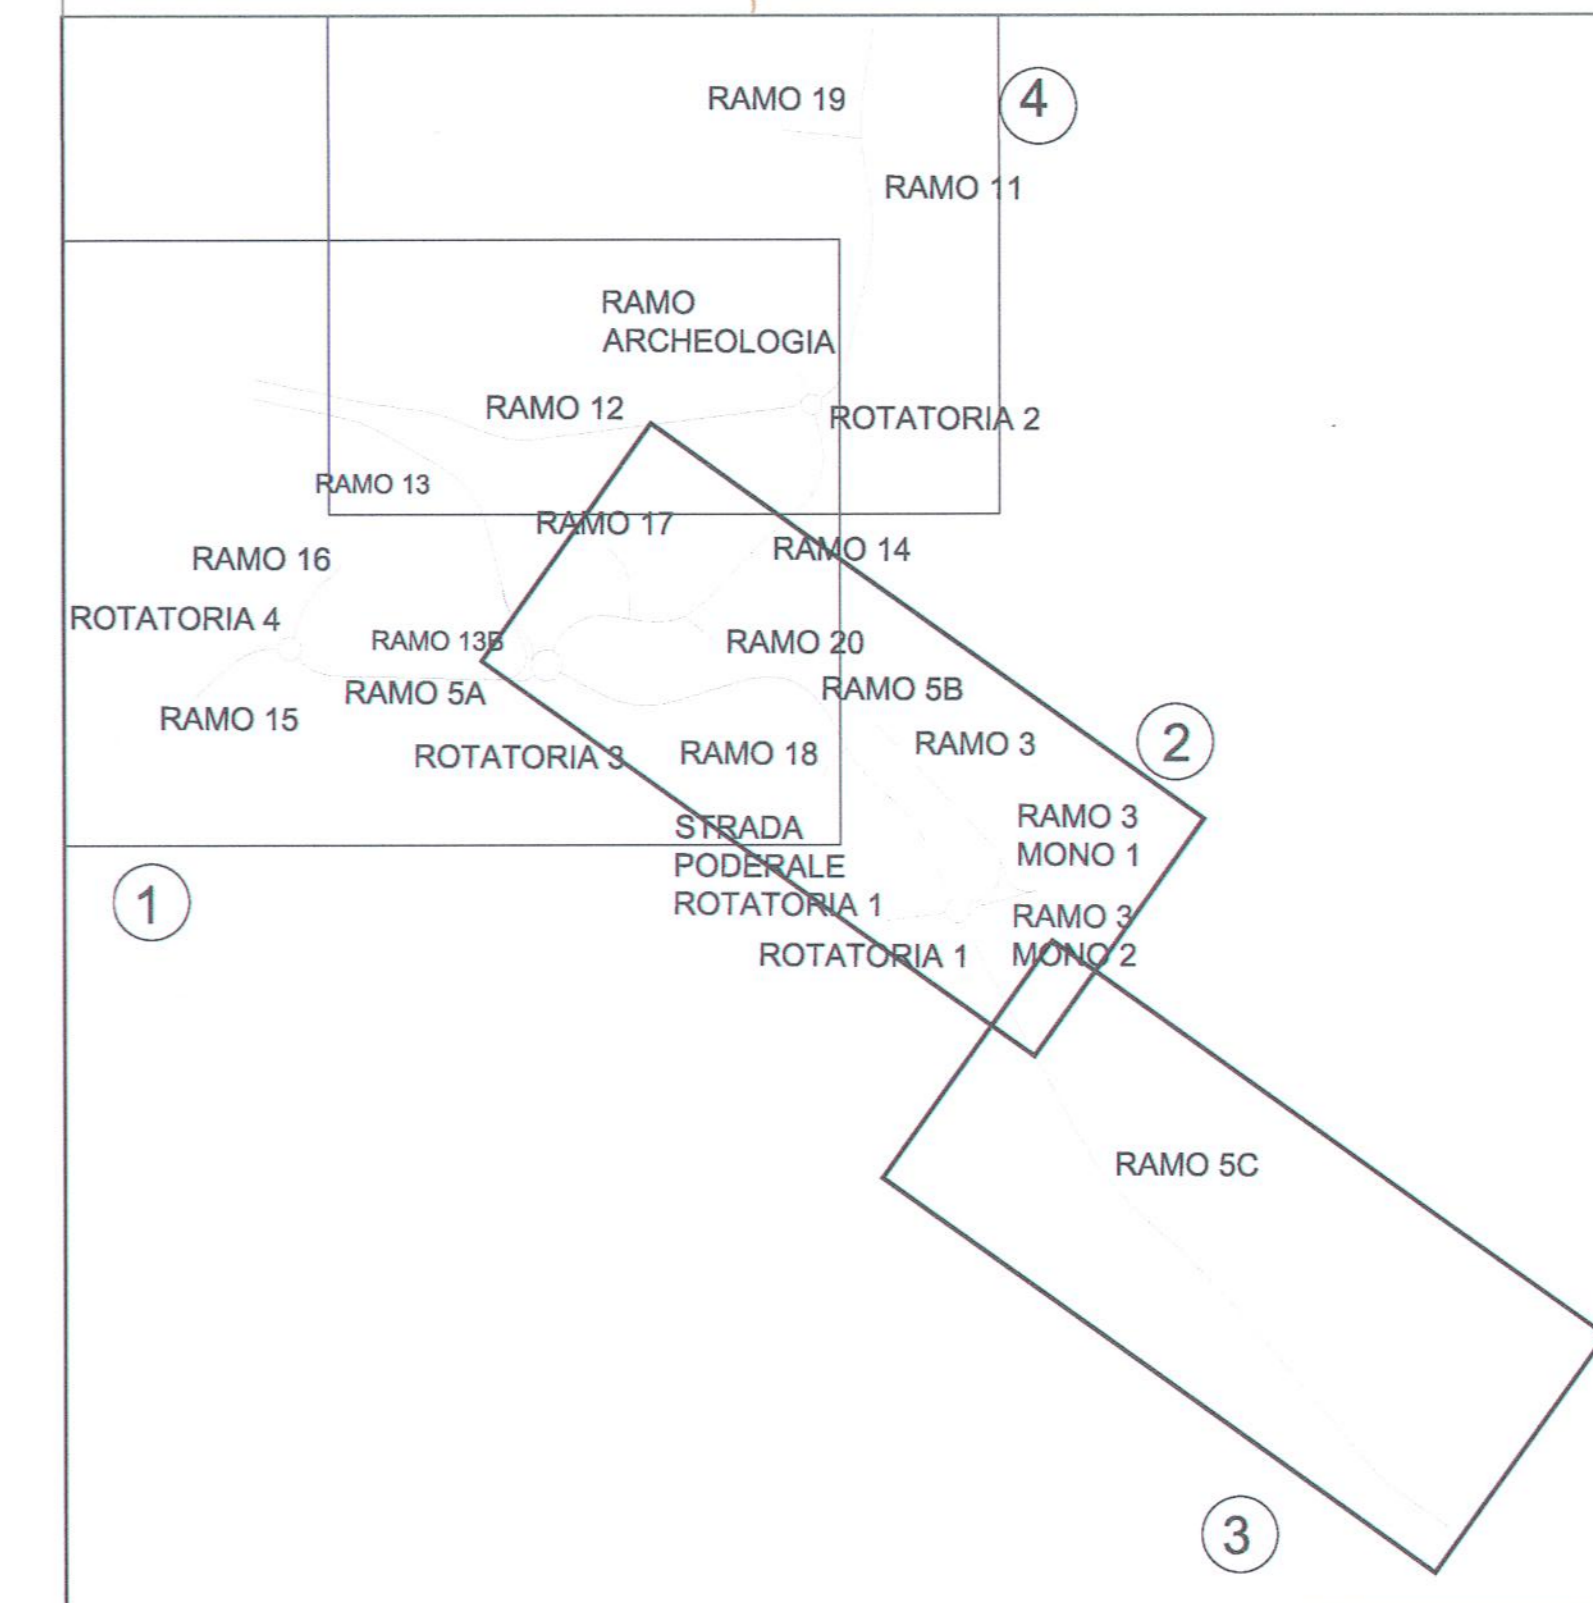 RAMO 19
4
RAMO 11
RAMO
ARCHEOLOGIA
RAMO 12
ROTATORIA 2
RAMO 13
RAMO 17
RAMO 14
RAMO 16
ROTATORIA 4
RAMO 13B
RAMO 20
RAMO 5A
RAMO 5B
RAMO 15
ROTATORIA 3
RAMO 18
RAMO 3
2
STRADA
PODERALE
ROTATORIA 1
RAMO 3
MONO 1
1
RAMO 3
MONO 2
ROTATORIA 1
RAMO 5C
3